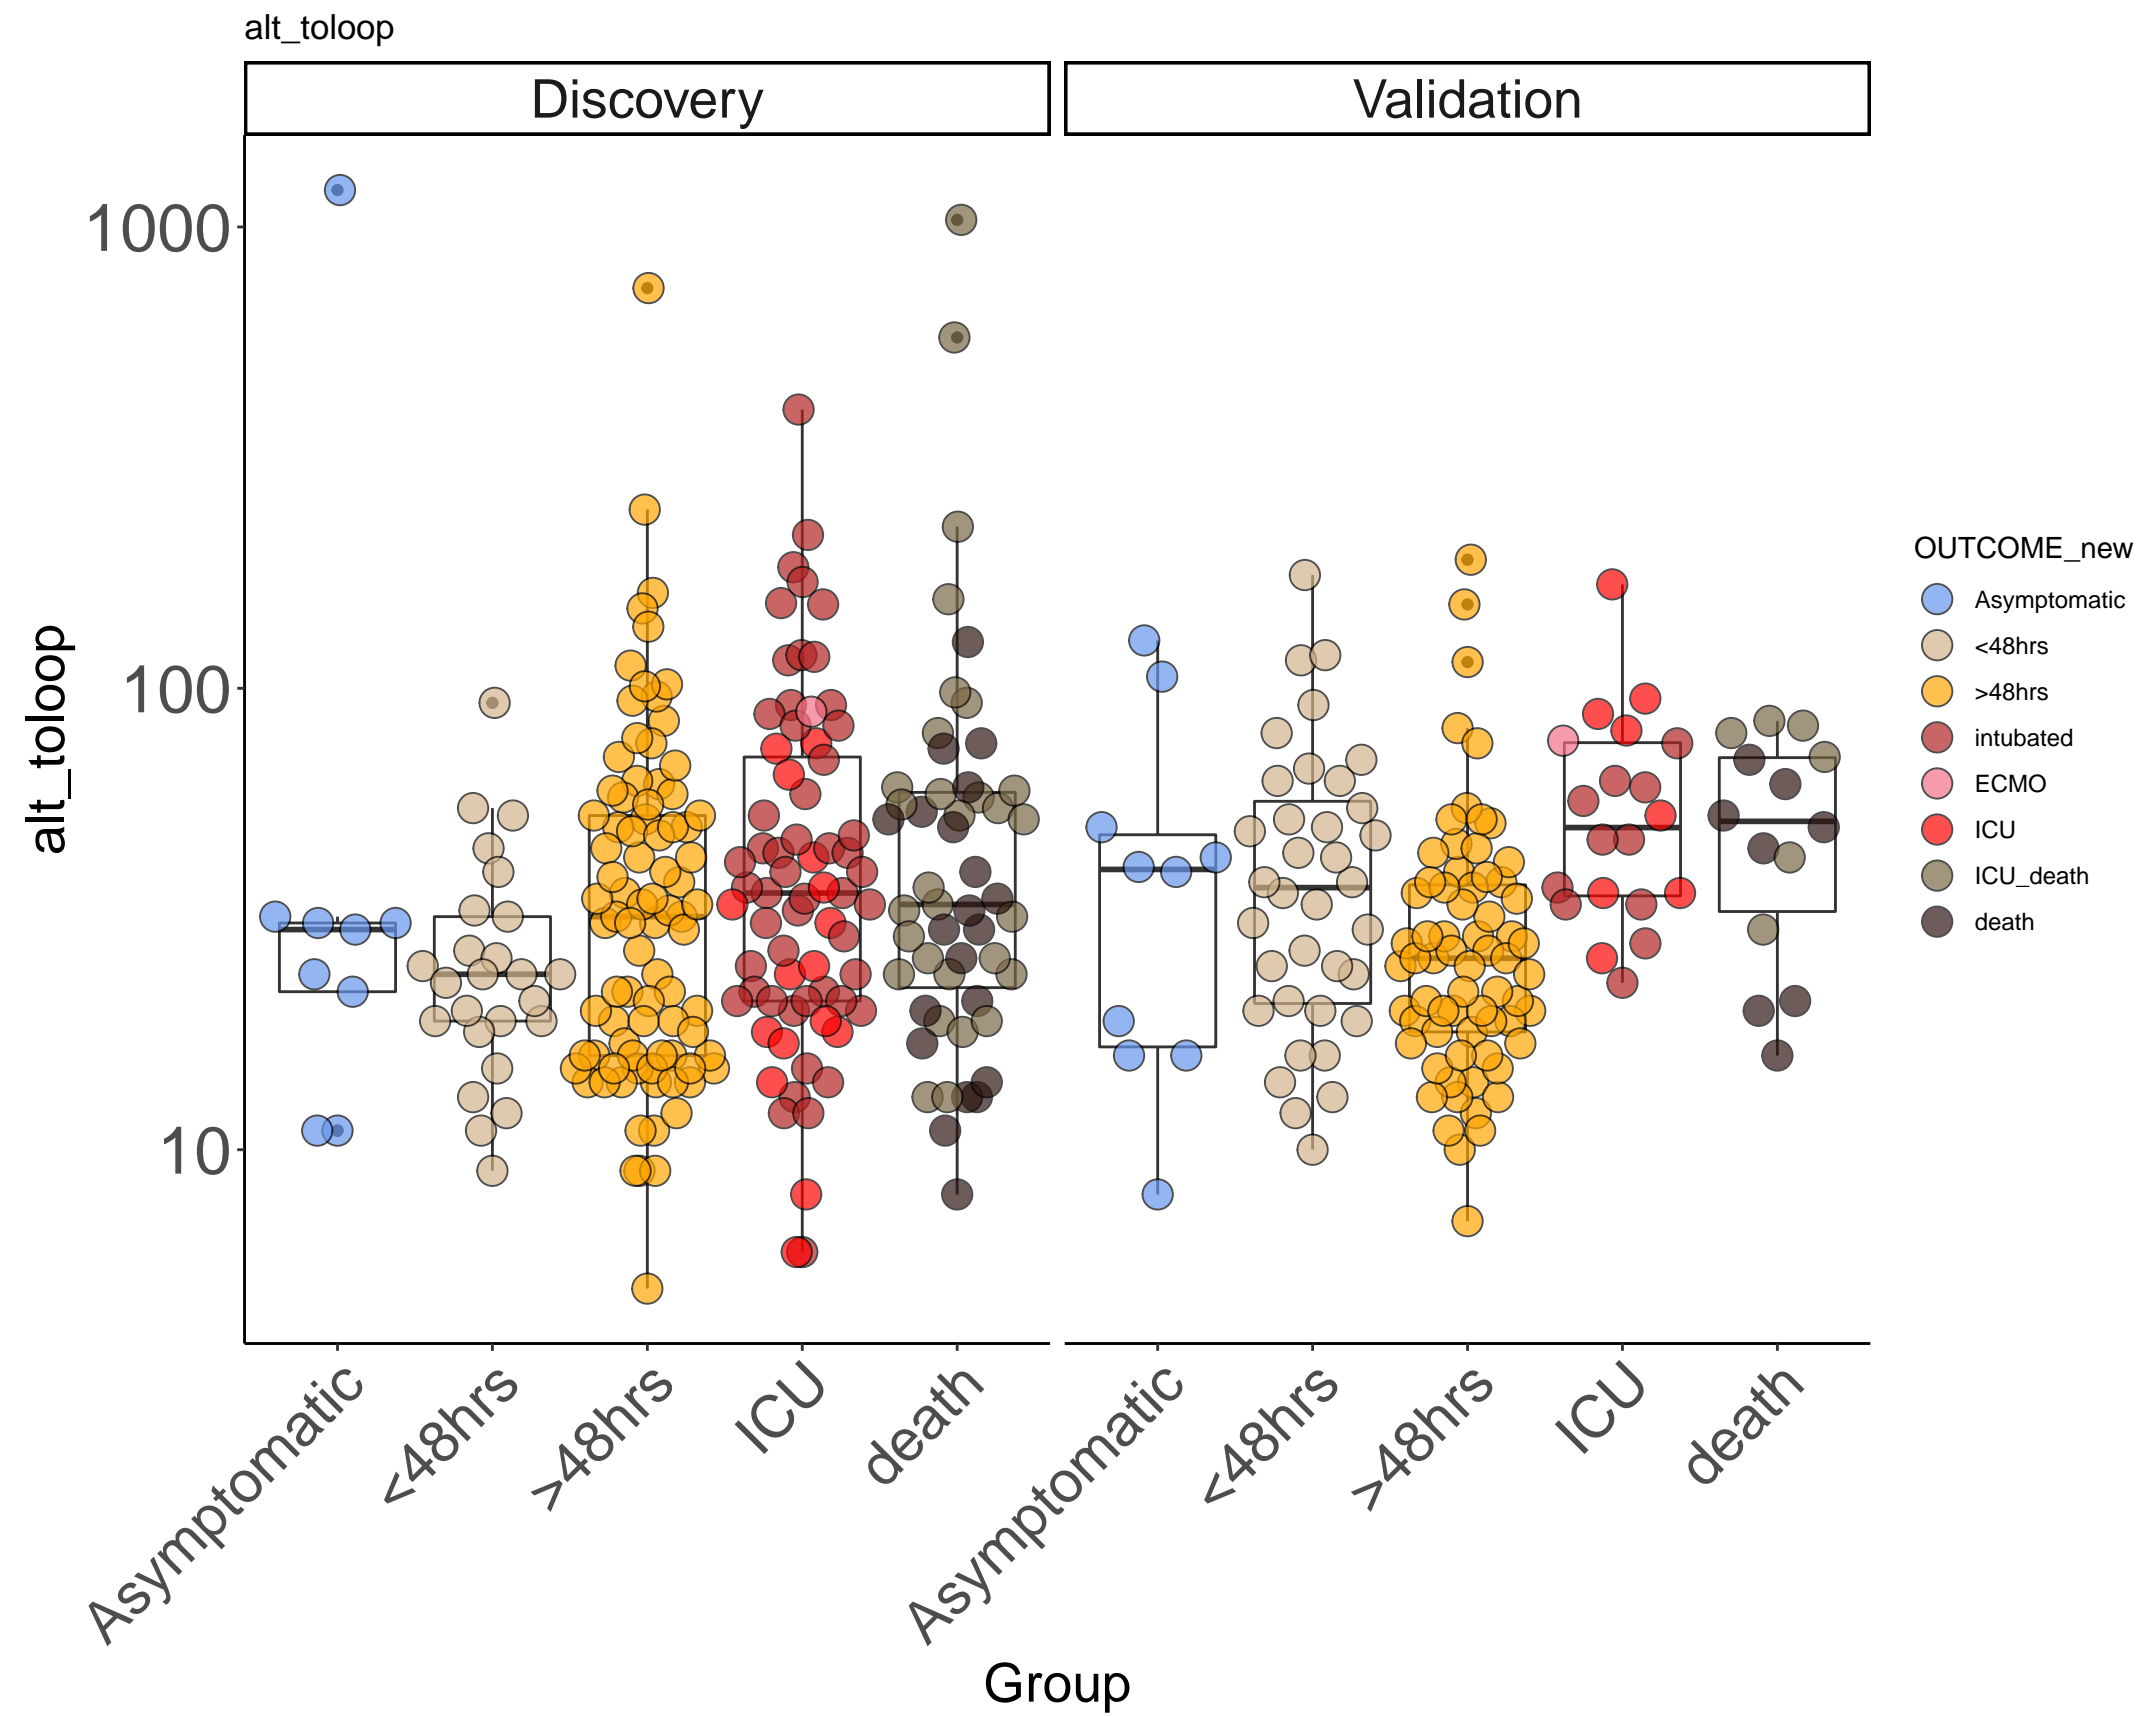 alt_toloop
Discovery
Validation
1000
100
10
alt_toloop
Asymptomatic
<48hrs
>48hrs
ICU
death
Asymptomatic
<48hrs
>48hrs
ICU
death
Group
OUTCOME_new
Asymptomatic
<48hrs
>48hrs
intubated
ECMO
ICU
ICU_death
death